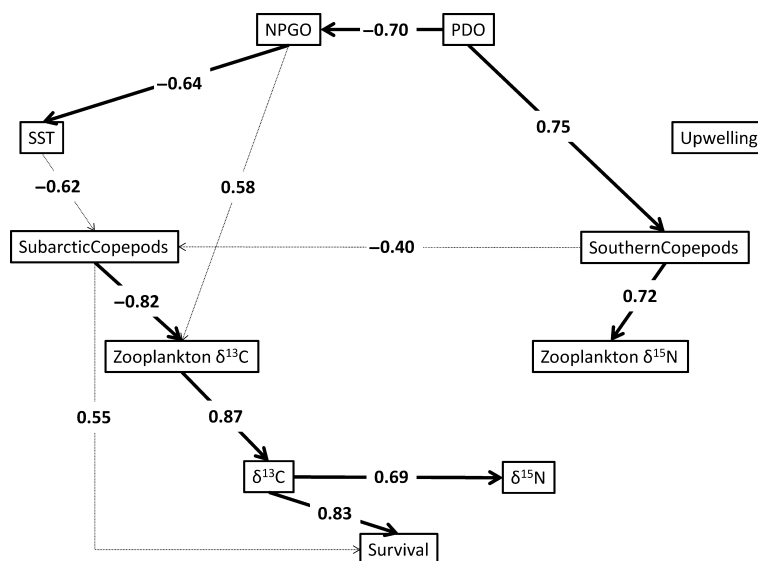 NPGO
−0.70
PDO
−0.64
SST
0.75
Upwelling
−0.62
0.58
SubarcticCopepods
−0.40
SouthernCopepods
−0.82
0.72
Zooplankton δ¹³C
Zooplankton δ¹⁵N
0.55
0.87
δ¹³C
0.69
δ¹⁵N
0.83
Survival